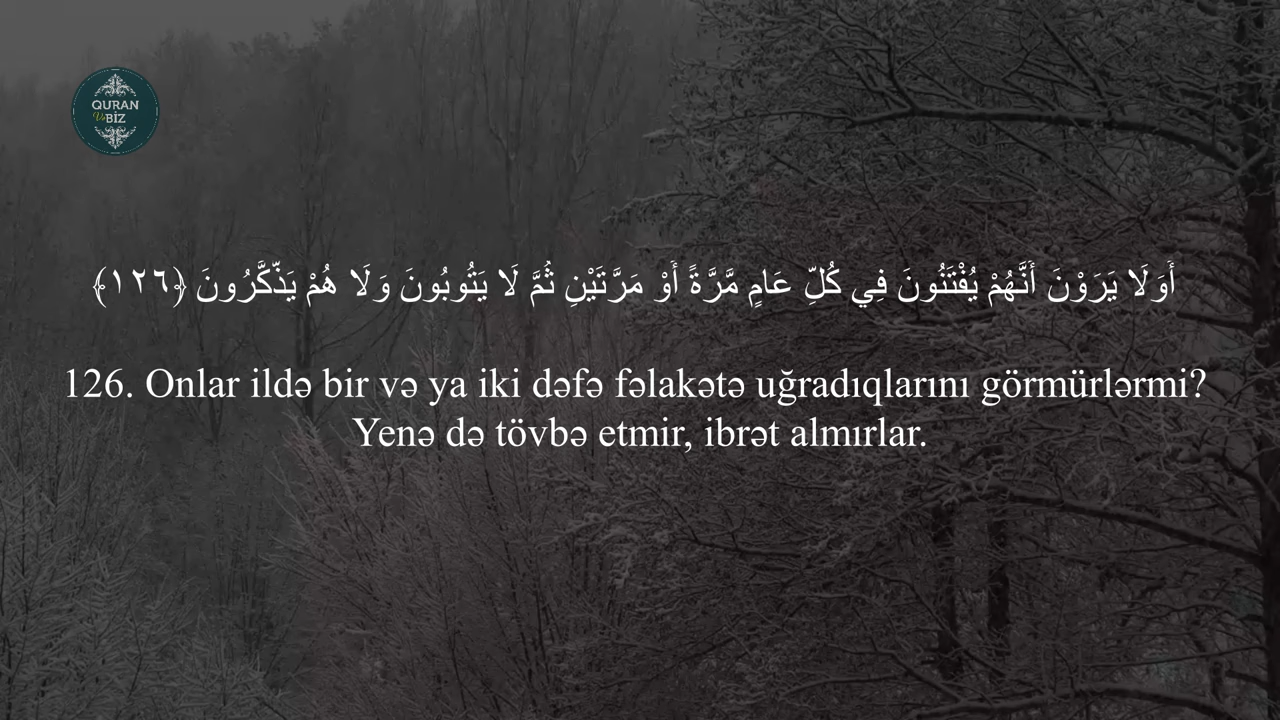 QURAN
Və BİZ
أَوَلَا يَرَوْنَ أَنَّهُمْ يُفْتَنُونَ فِي كُلِّ عَامٍ مَّرَّةً أَوْ مَرَّتَيْنِ ثُمَّ لَا يَتُوبُونَ وَلَا هُمْ يَذَّكَّرُونَ ﴿١٢٦﴾
126. Onlar ildə bir və ya iki dəfə fəlakətə uğradıqlarını görmürlərmi?
Yenə də tövbə etmir, ibrət almırlar.